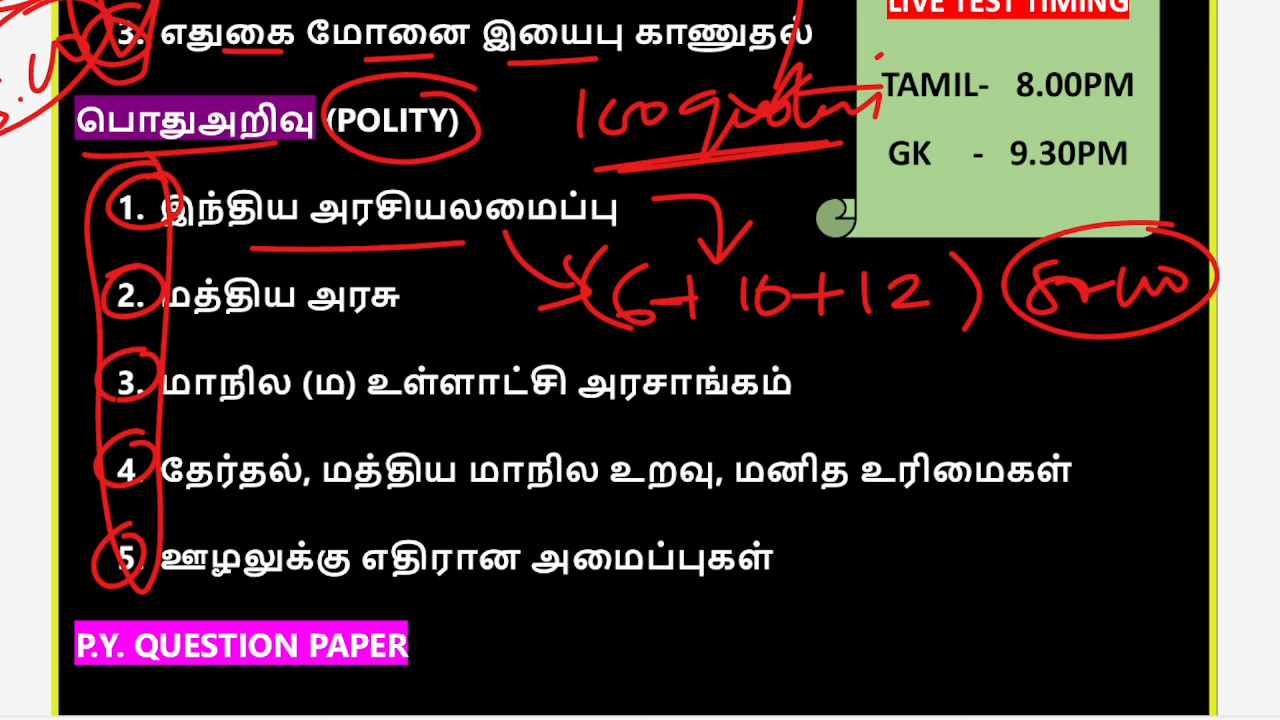 3. எதுகை மோனை இயைபு காணுதல்
LIVE TEST TIMING
TAMIL- 8.00PM
GK - 9.30PM
பொதுஅறிவு (POLITY)
100
1. இந்திய அரசியலமைப்பு
(6+10+12)
2. மத்திய அரசு
3. மாநில (ம) உள்ளாட்சி அரசாங்கம்
4. தேர்தல், மத்திய மாநில உறவு, மனித உரிமைகள்
5. ஊழலுக்கு எதிரான அமைப்புகள்
P.Y. QUESTION PAPER